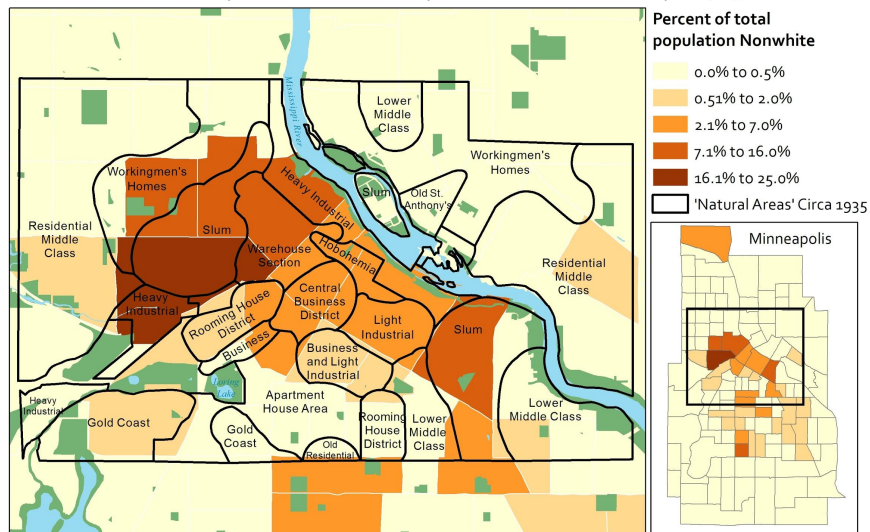 Percent of total
population Nonwhite
0.0% to 0.5%
0.51% to 2.0%
2.1% to 7.0%
7.1% to 16.0%
16.1% to 25.0%
'Natural Areas' Circa 1935
Minneapolis
Mississippi River
Lower
Middle
Class
Workingmen's
Homes
Workingmen's
Homes
Heavy Industrial
Slum
Old St.
Anthony's
Residential
Middle
Class
Slum
Warehouse
Section
Hobohemia
Residential
Middle
Class
Heavy
Industrial
Rooming House
District
Central
Business
District
Light
Industrial
Slum
Business
Business
and Light
Industrial
Loring
Lake
Heavy
Industrial
Gold Coast
Apartment
House Area
Gold
Coast
Old
Residential
Rooming
House
District
Lower
Middle
Class
Lower
Middle Class